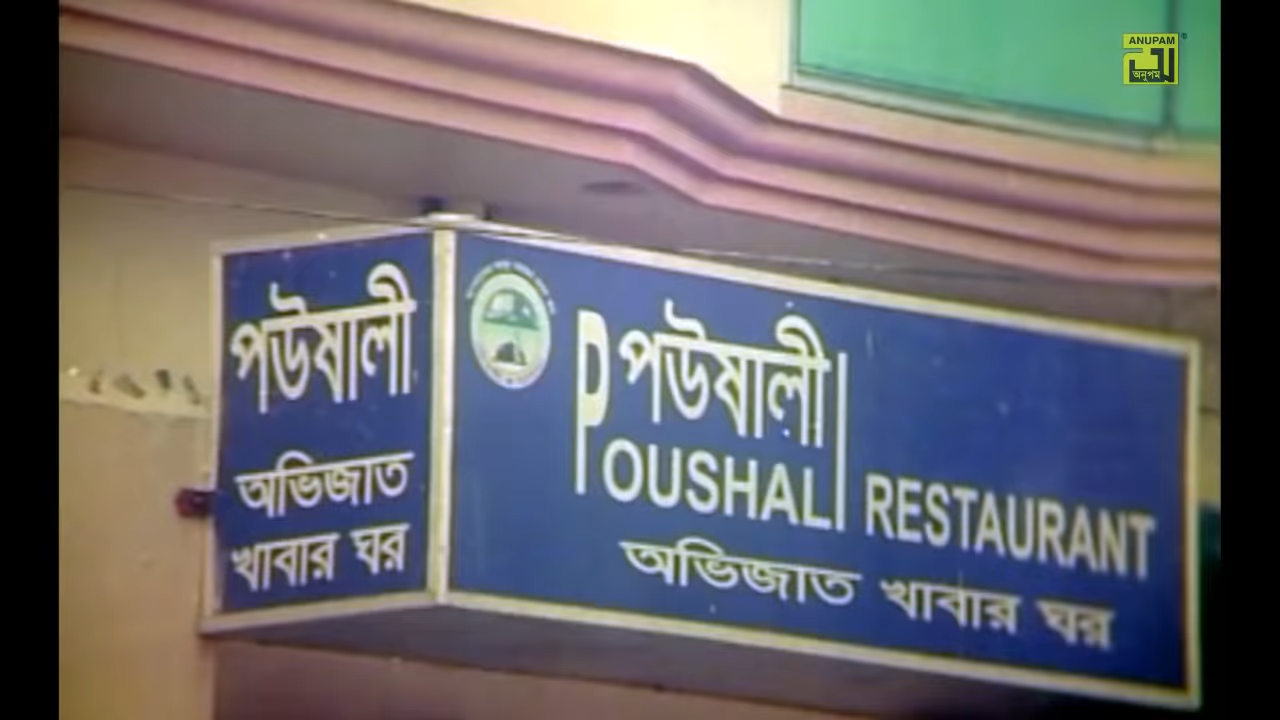 ANUPAM
অনুপম
পউষালী
অভিজাত
খাবার ঘর
পউষালী
POUSHALI RESTAURANT
অভিজাত খাবার ঘর